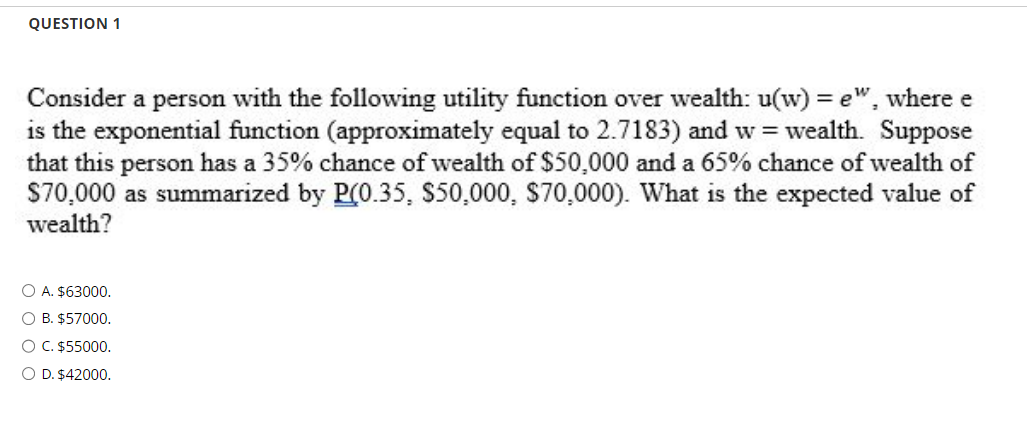 QUESTION 1
Consider a person with the following utility function over wealth: u(w) = e^w, where e
is the exponential function (approximately equal to 2.7183) and w = wealth. Suppose
that this person has a 35% chance of wealth of $50,000 and a 65% chance of wealth of
$70,000 as summarized by P(0.35, $50,000, $70,000). What is the expected value of
wealth?
A. $63000.
B. $57000.
C. $55000.
D. $42000.